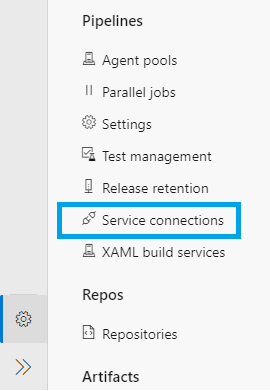 Pipelines
Agent pools
Parallel jobs
Settings
Test management
Release retention
Service connections
XAML build services
Repos
Repositories
Artifacts